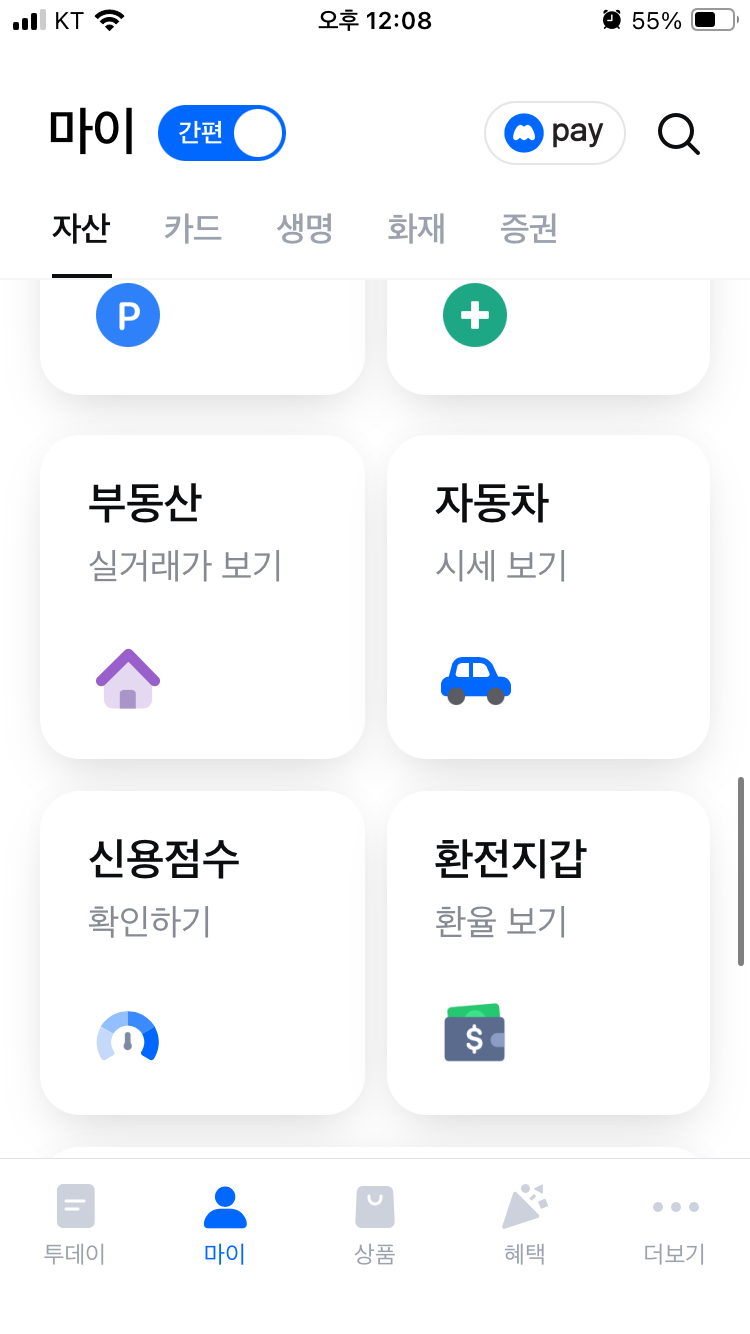 KT 오후 12:08 55%
마이 간편 pay
자산 카드 생명 화재 증권
P
부동산 자동차
실거래가 보기 시세 보기
신용점수 환전지갑
확인하기 환율 보기
$
투데이 마이 상품 혜택 더보기